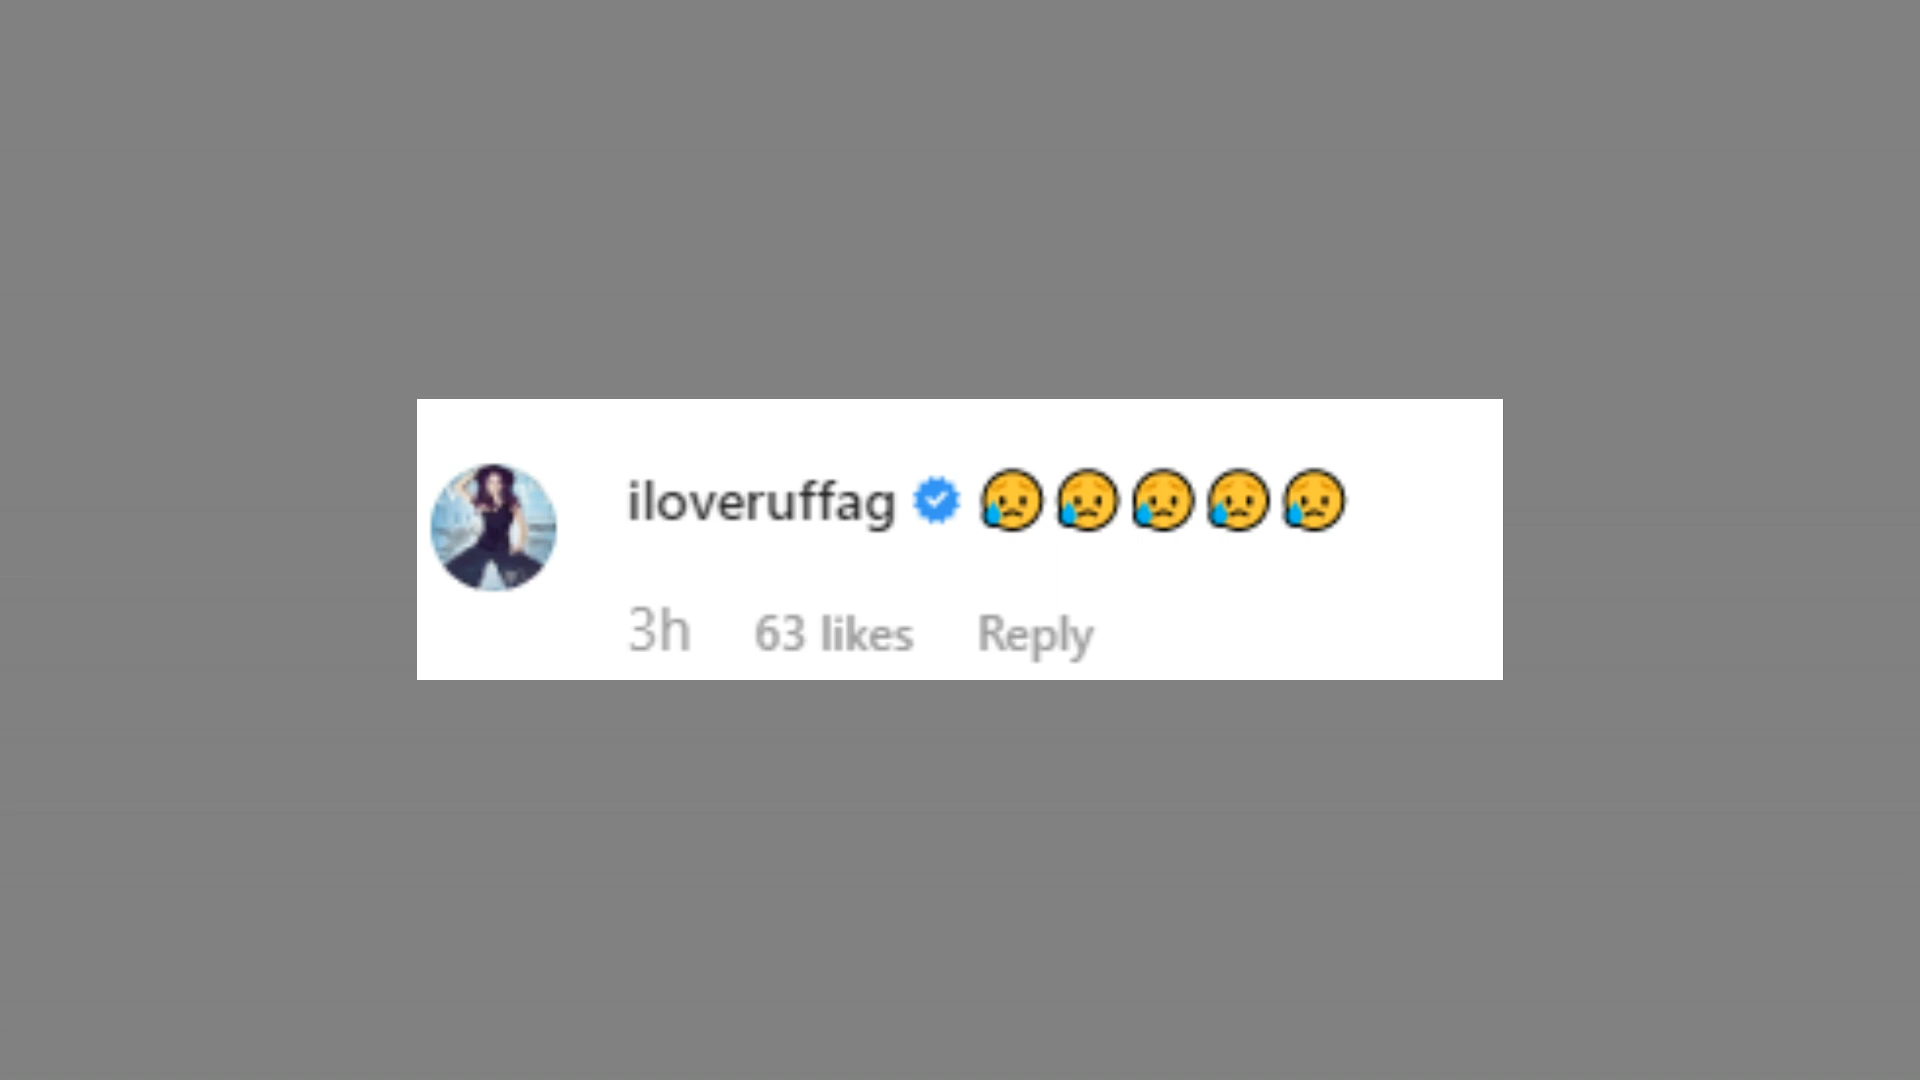 iloveruffag 😥😥😥😥😥
3h 63 likes Reply